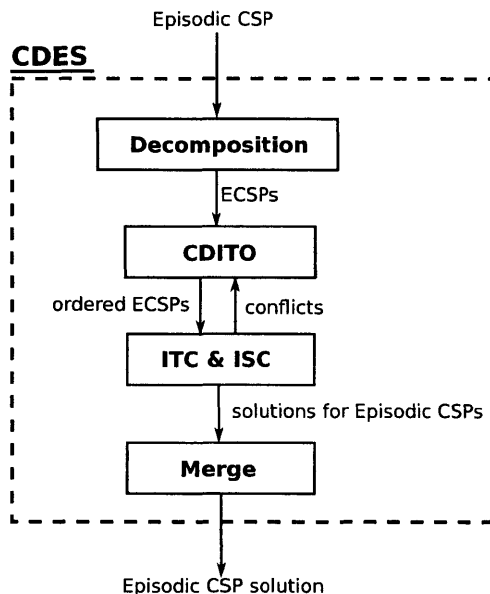 Episodic CSP
CDES
Decomposition
ECSPs
CDITO
ordered ECSPs
conflicts
ITC & ISC
solutions for Episodic CSPs
Merge
Episodic CSP solution